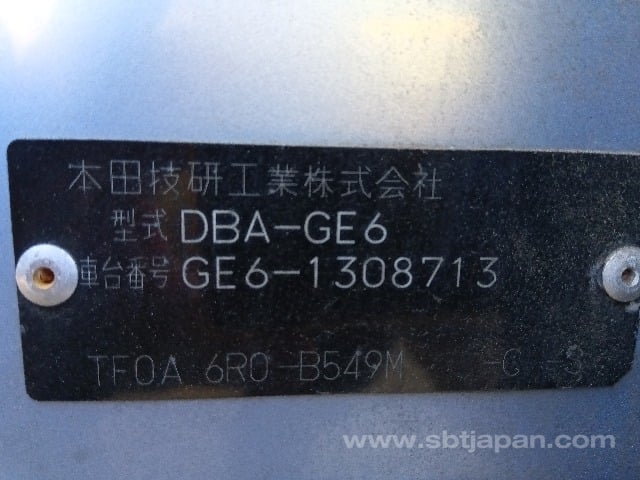 本田技研工業株式会社
型式 DBA-GE6
車台番号 GE6-1308713
TF0A 6R0-B549M -C -S
www.sbtjapan.com